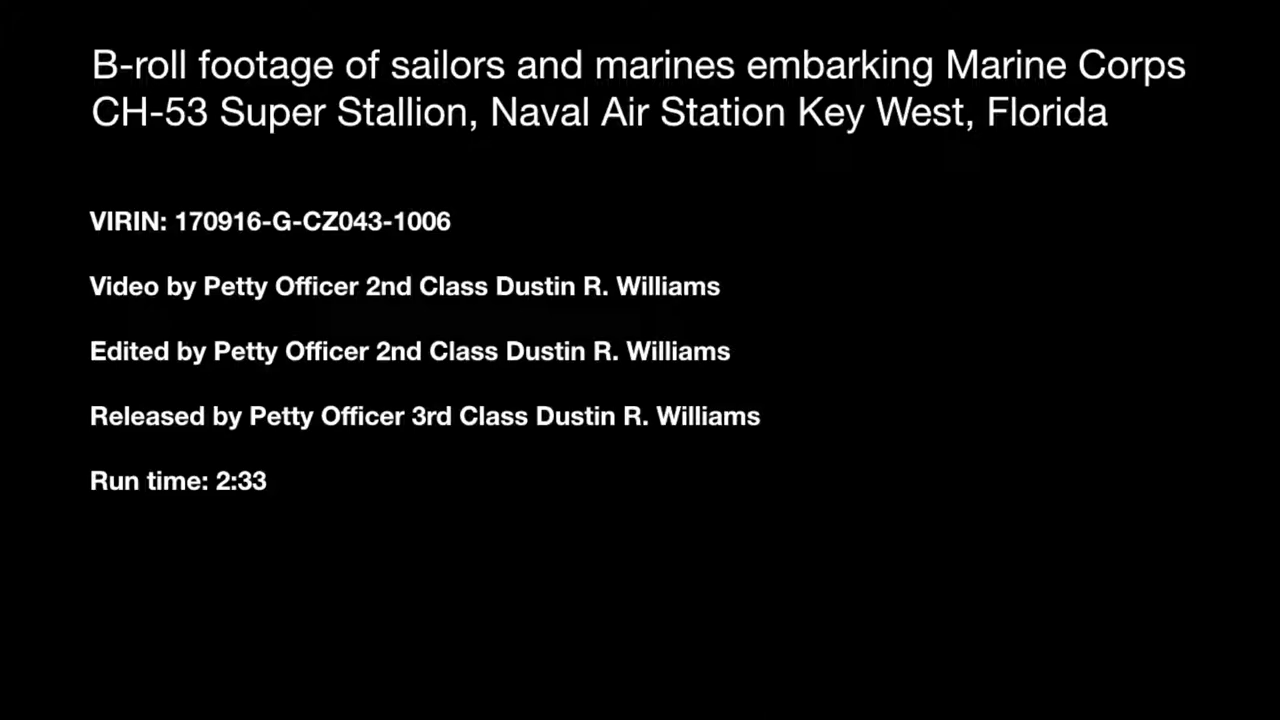 B-roll footage of sailors and marines embarking Marine Corps
CH-53 Super Stallion, Naval Air Station Key West, Florida
VIRIN: 170916-G-CZ043-1006
Video by Petty Officer 2nd Class Dustin R. Williams
Edited by Petty Officer 2nd Class Dustin R. Williams
Released by Petty Officer 3rd Class Dustin R. Williams
Run time: 2:33